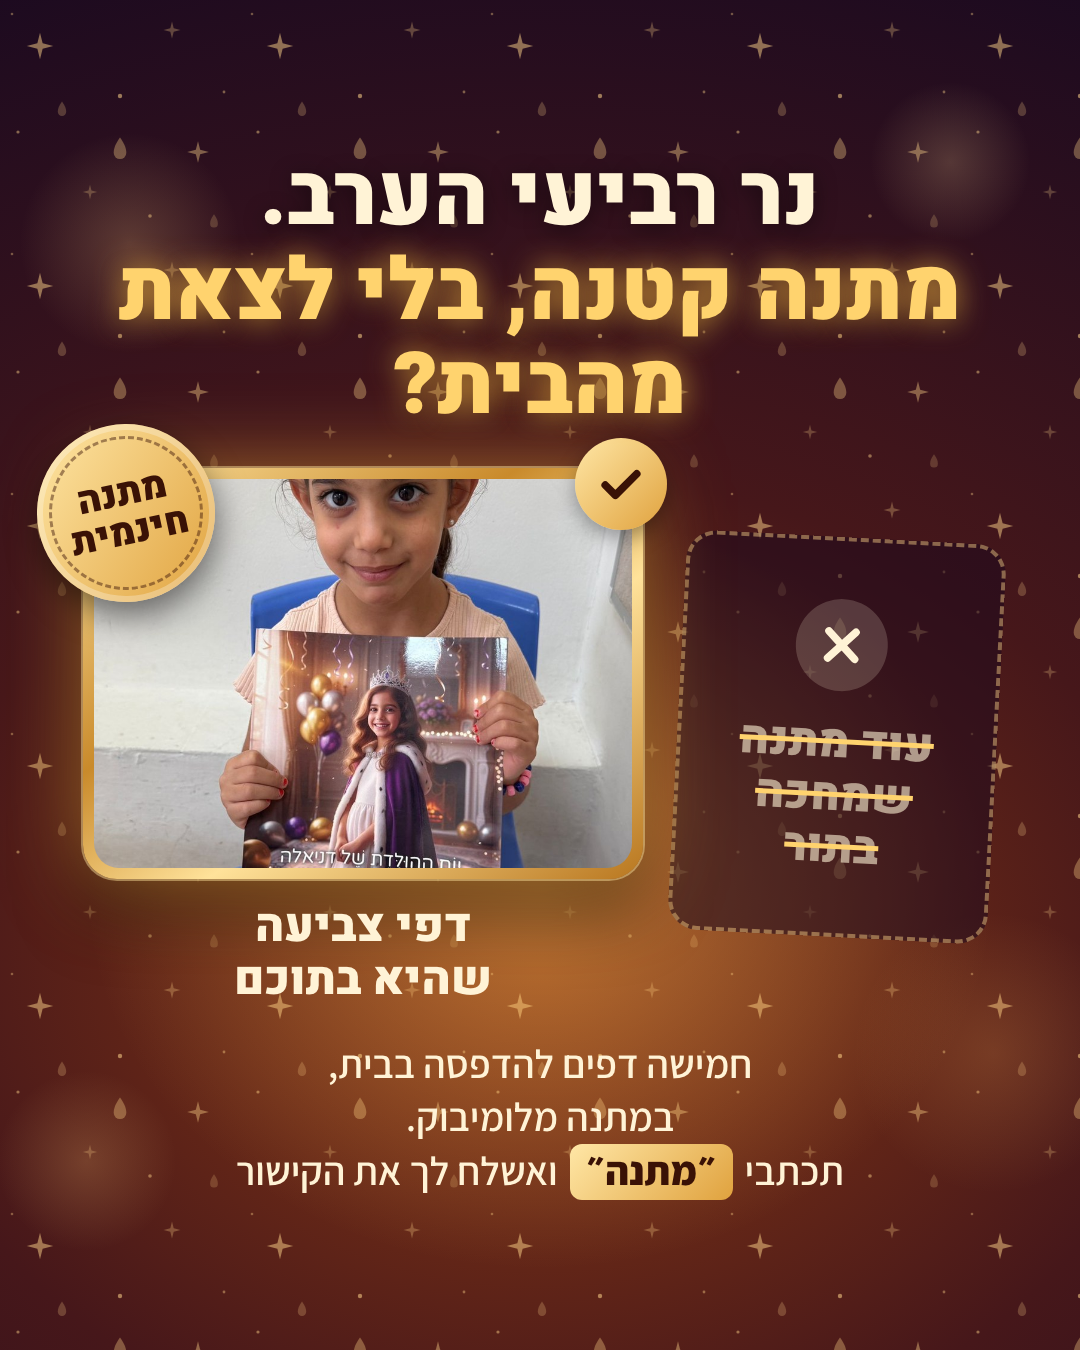 נר רביעי הערב.
מתנה קטנה, בלי לצאת
מהבית?
מתנה
חינמית
עוד מתנה
שמחכה
בתור
יום ההולדת של דניאלה
דפי צביעה
שהיא בתוכם
חמישה דפים להדפסה בבית,
במתנה מלומיבוק.
תכתבי ״מתנה״ ואשלח לך את הקישור